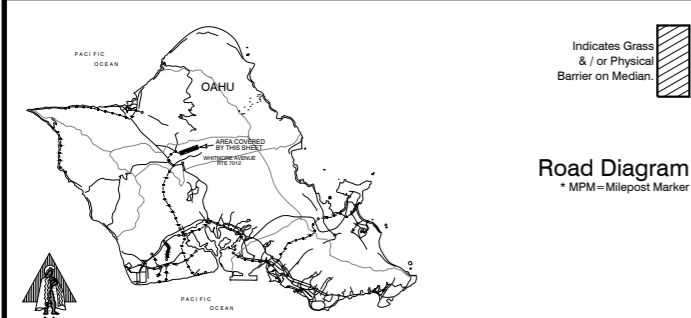 PACIFIC
OCEAN
OAHU
AREA COVERED
BY THIS SHEET
WHITMORE AVENUE
RTE 7012
PACIFIC
OCEAN
Indicates Grass
& / or Physical
Barrier on Median.
Road Diagram
* MPM=Milepost Marker